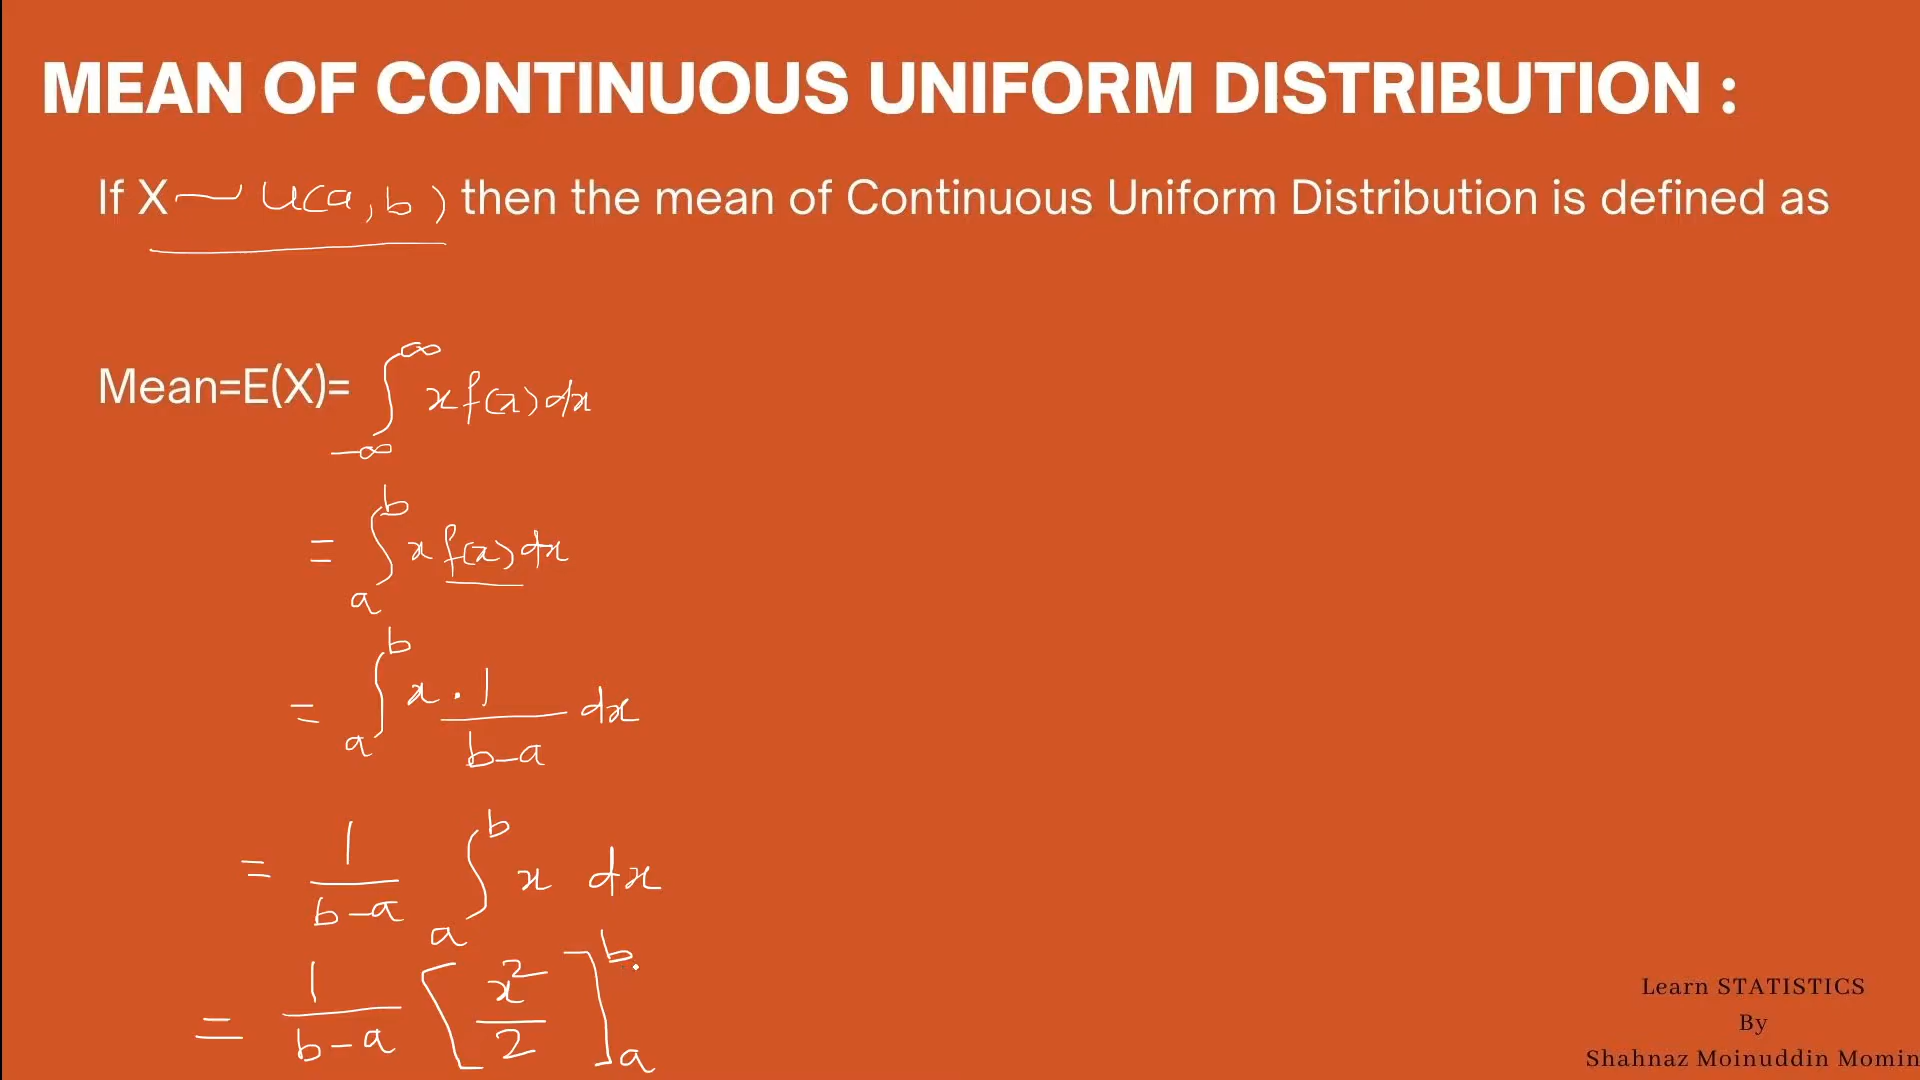 MEAN OF CONTINUOUS UNIFORM DISTRIBUTION :
If X ~ U(a, b) then the mean of Continuous Uniform Distribution is defined as
Mean=E(X)= ∫_{-∞}^{∞} x f(x) dx
= ∫_a^b x f(x) dx
= ∫_a^b x . 1/(b-a) dx
= 1/(b-a) ∫_a^b x dx
= 1/(b-a) [x²/2]_a^b
Learn STATISTICS
By
Shahnaz Moinuddin Momin